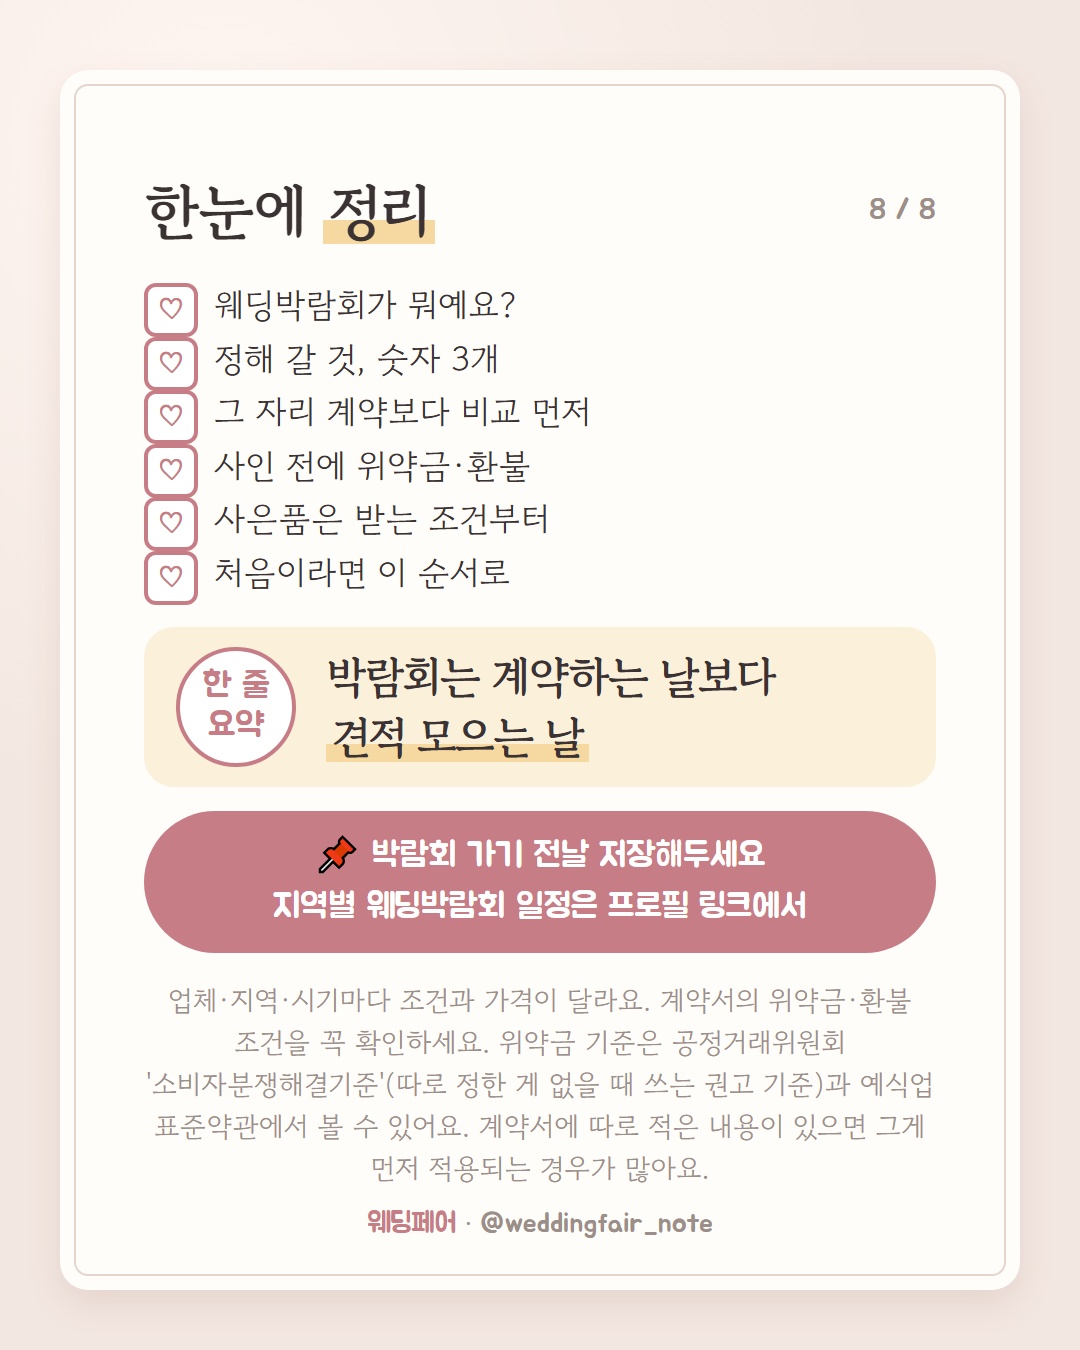 한눈에 정리
8 / 8
웨딩박람회가 뭐예요?
정해 갈 것, 숫자 3개
그 자리 계약보다 비교 먼저
사인 전에 위약금·환불
사은품은 받는 조건부터
처음이라면 이 순서로
한 줄
요약
박람회는 계약하는 날보다
견적 모으는 날
📌 박람회 가기 전날 저장해두세요
지역별 웨딩박람회 일정은 프로필 링크에서
업체·지역·시기마다 조건과 가격이 달라요. 계약서의 위약금·환불
조건을 꼭 확인하세요. 위약금 기준은 공정거래위원회
'소비자분쟁해결기준'(따로 정한 게 없을 때 쓰는 권고 기준)과 예식업
표준약관에서 볼 수 있어요. 계약서에 따로 적은 내용이 있으면 그게
먼저 적용되는 경우가 많아요.
웨딩페어 · @weddingfair_note